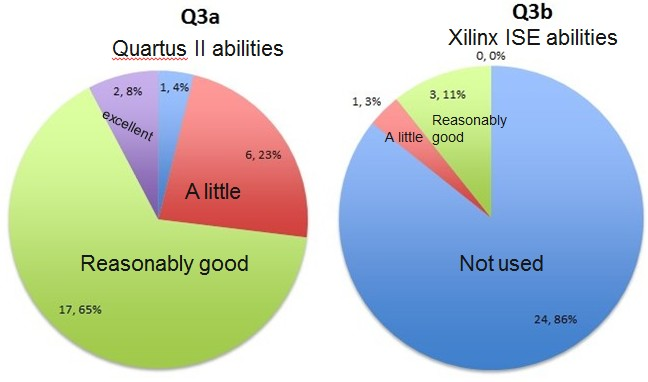 Q3a
Quartus II abilities
2, 8%
1, 4%
excellent
6, 23%
A little
Reasonably good
17, 65%
Q3b
Xilinx ISE abilities
0, 0%
1, 3%
3, 11%
A little
Reasonably
good
Not used
24, 86%